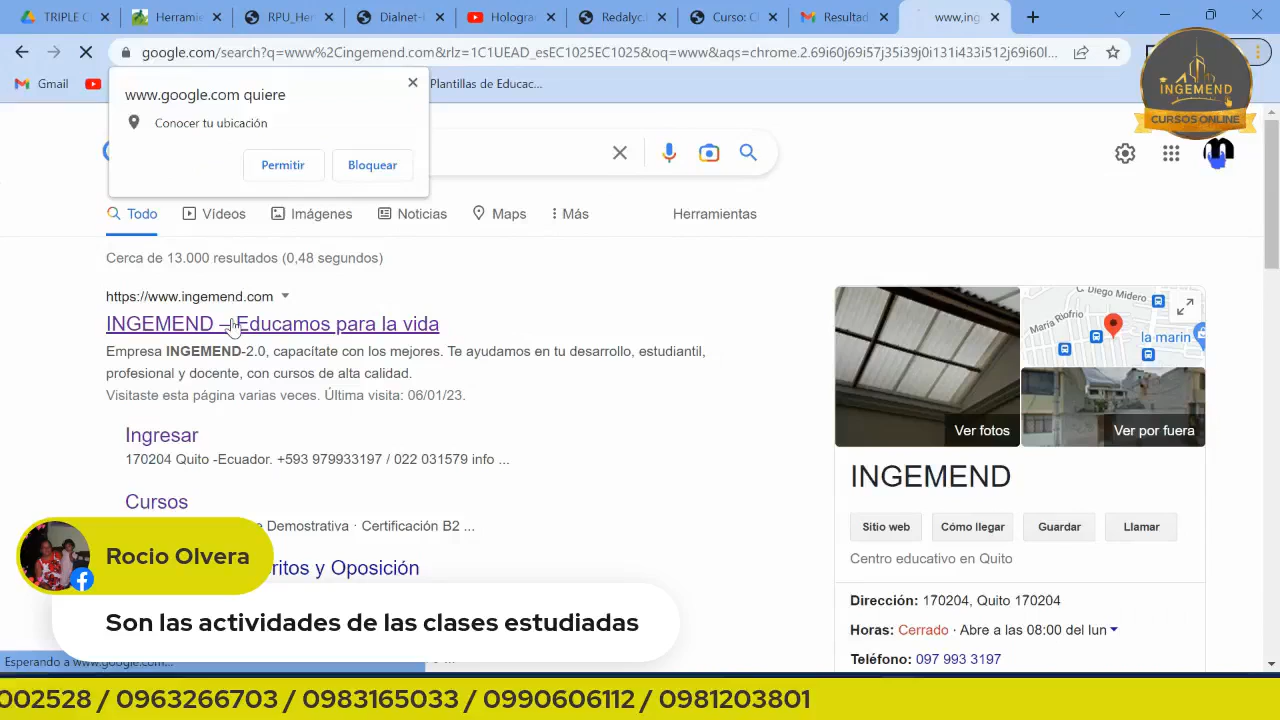 RPU_He
Dialnet-
Hologra
Redalyc.
Curso: Cl
Resultad
www.ing
google.com/search?q=www%2Cingemend.com&rlz=1C1UEAD_esEC1025EC1025&oq=www&aqs=chrome.2.69i60j69i57j35i39j0i131i433i512j69i60l...
Gmail
Plantillas de Educac...
INGEMEND
CURSOS ONLINE
www.google.com quiere
Conocer tu ubicación
Permitir
Bloquear
Todo
Vídeos
Imágenes
Noticias
Maps
Más
Herramientas
Cerca de 13.000 resultados (0,48 segundos)
https://www.ingemend.com
INGEMEND – Educamos para la vida
Empresa INGEMEND-2.0, capacítate con los mejores. Te ayudamos en tu desarrollo, estudiantil,
profesional y docente, con cursos de alta calidad.
Visitaste esta página varias veces. Última visita: 06/01/23.
Ingresar
170204 Quito -Ecuador. +593 979933197 / 022 031579 info ...
Cursos
Demostrativa · Certificación B2 ...
ritos y Oposición
C. Diego Midero
María Riofrio
la marin
Ver fotos
Ver por fuera
INGEMEND
Sitio web
Cómo llegar
Guardar
Llamar
Centro educativo en Quito
Dirección: 170204, Quito 170204
Horas: Cerrado · Abre a las 08:00 del lun
Teléfono: 097 993 3197
Rocio Olvera
Son las actividades de las clases estudiadas
Esperando a www.google.com...
002528 / 0963266703 / 0983165033 / 0990606112 / 0981203801